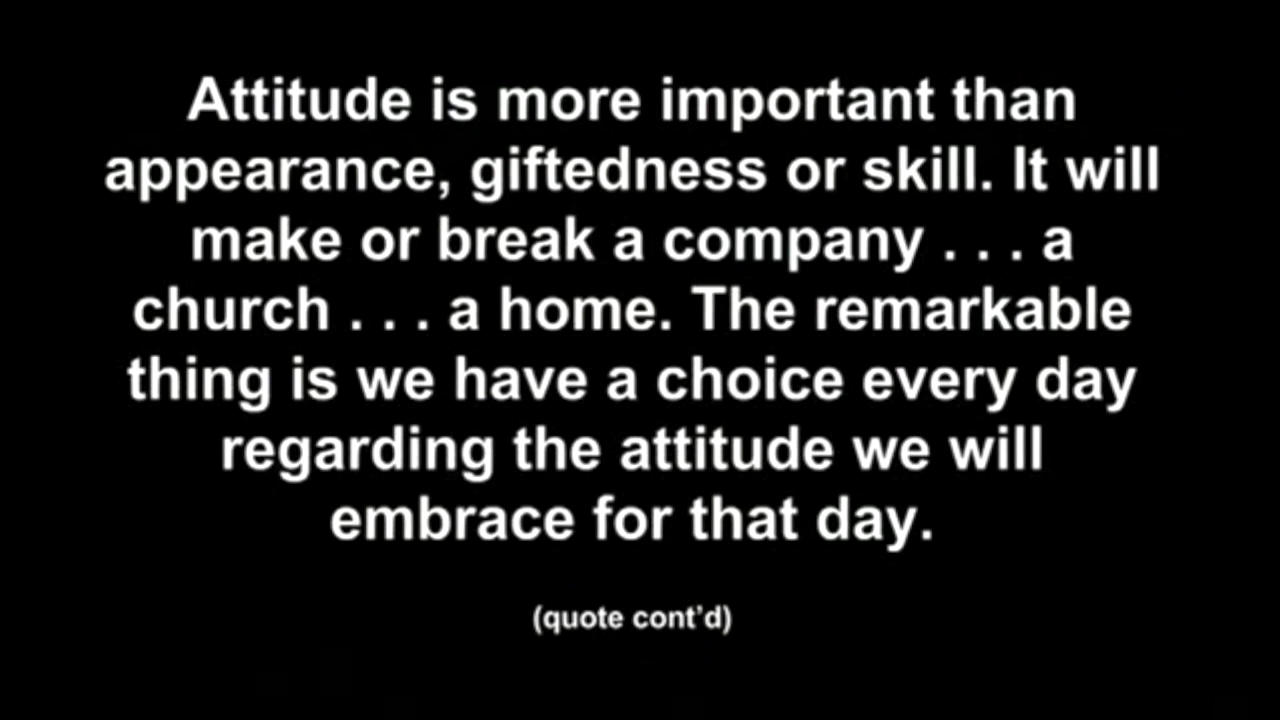 Attitude is more important than
appearance, giftedness or skill. It will
make or break a company . . . a
church . . . a home. The remarkable
thing is we have a choice every day
regarding the attitude we will
embrace for that day.
(quote cont’d)